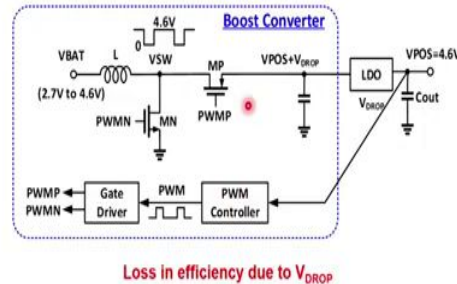 Boost Converter
4.6V
VBAT
L
VSW
MP
VPOS+VDROP
LDO
VPOS=4.6V
(2.7V to 4.6V)
PWMN
MN
PWMP
VDROP
Cout
PWMP
PWMN
Gate
Driver
PWM
PWM
Controller
Loss in efficiency due to VDROP